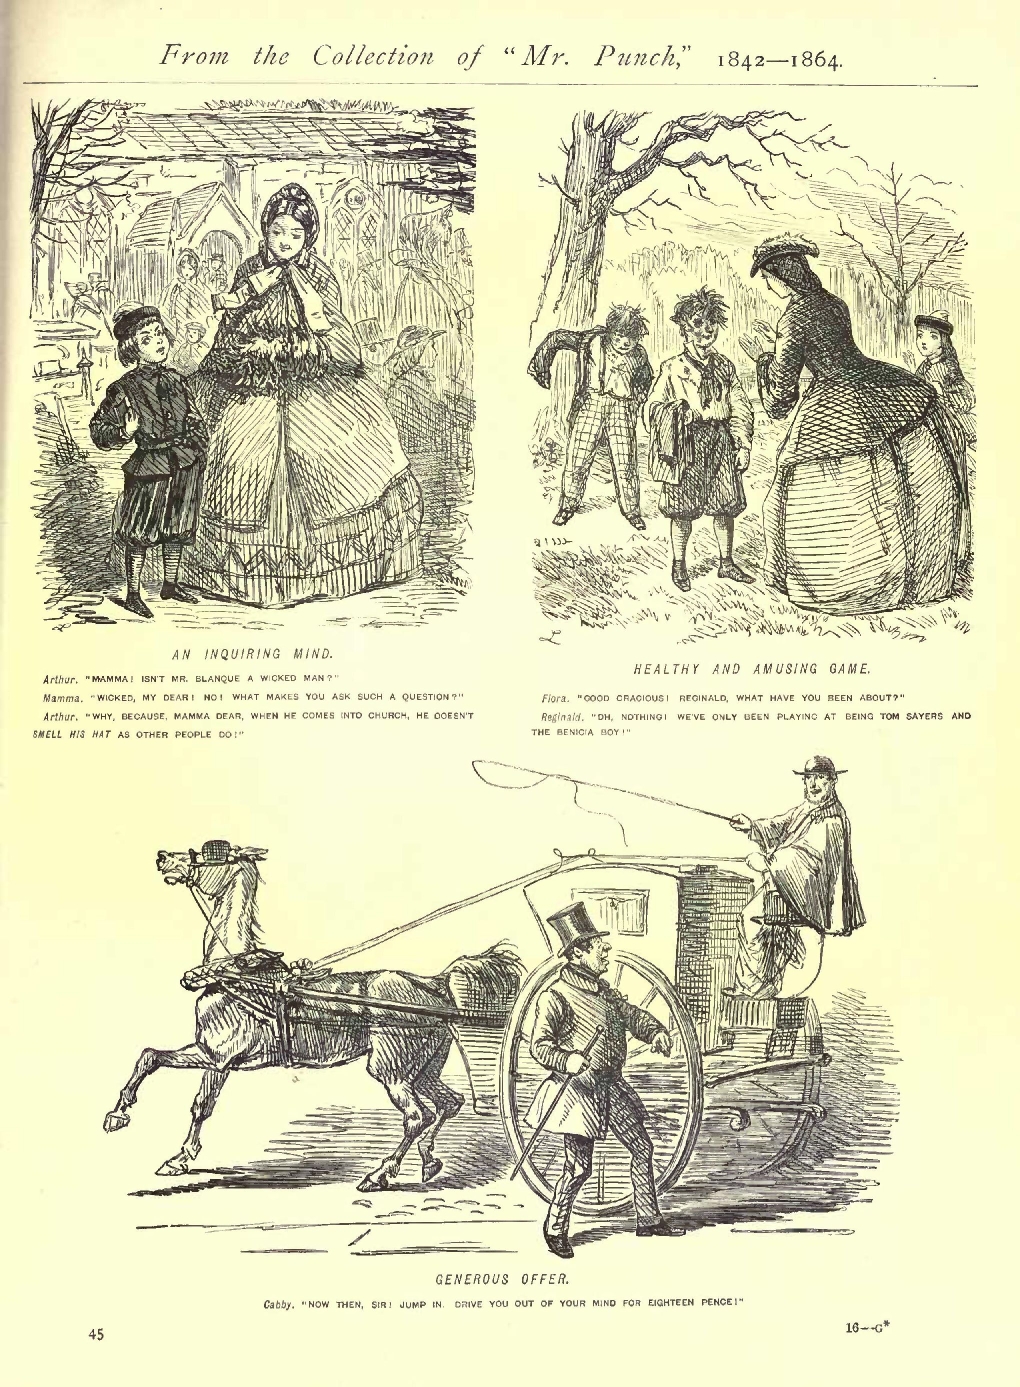 From the Collection of "Mr. Punch," 1842—1864.
AN INQUIRING MIND.
Arthur. "MAMMA! ISN'T MR. BLANQUE A WICKED MAN?"
Mamma. "WICKED, MY DEAR! NO! WHAT MAKES YOU ASK SUCH A QUESTION?"
Arthur. "WHY, BECAUSE, MAMMA DEAR, WHEN HE COMES INTO CHURCH, HE DOESN'T
SMELL HIS HAT AS OTHER PEOPLE DO!"
HEALTHY AND AMUSING GAME.
Flora. "GOOD GRACIOUS! REGINALD, WHAT HAVE YOU BEEN ABOUT?"
Reginald. "OH, NOTHING! WE'VE ONLY BEEN PLAYING AT BEING TOM SAYERS AND
THE BENICIA BOY!"
GENEROUS OFFER.
Cabby. "NOW THEN, SIR! JUMP IN. DRIVE YOU OUT OF YOUR MIND FOR EIGHTEEN PENCE!"
45
16—G*